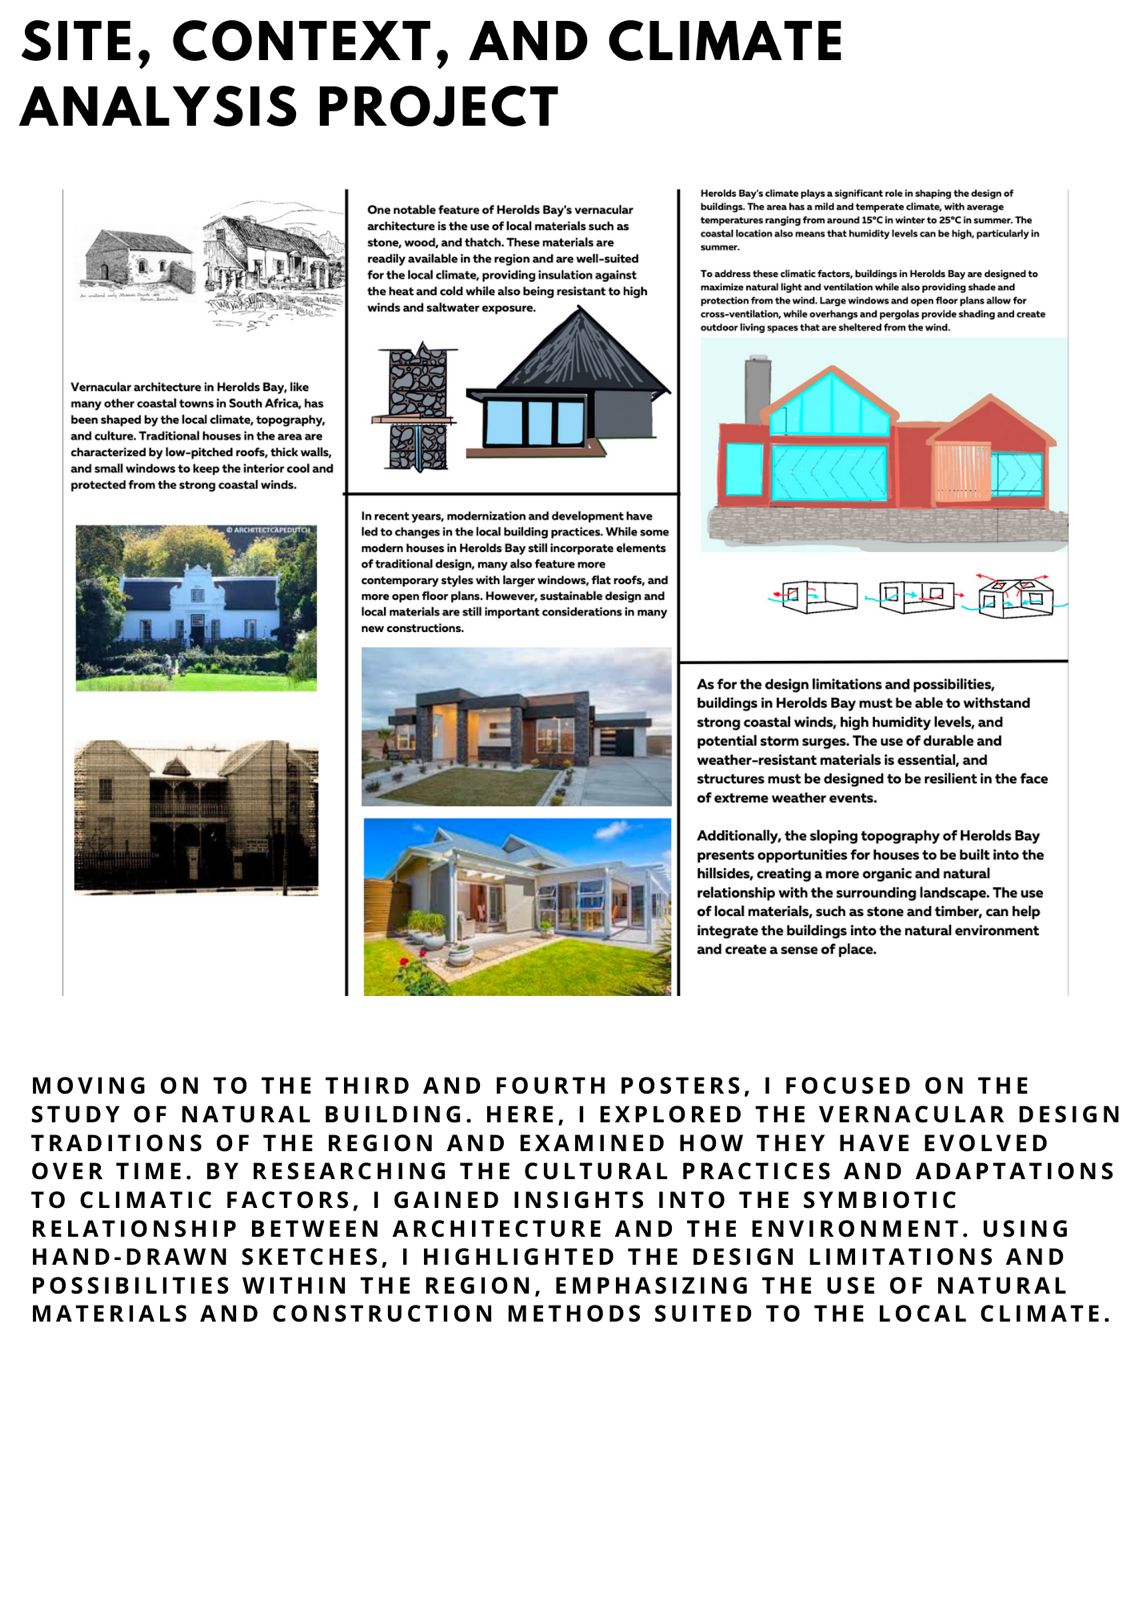 SITE, CONTEXT, AND CLIMATE
ANALYSIS PROJECT
Vernacular architecture in Herolds Bay, like
many other coastal towns in South Africa, has
been shaped by the local climate, topography,
and culture. Traditional houses in the area are
characterized by low-pitched roofs, thick walls,
and small windows to keep the interior cool and
protected from the strong coastal winds.
© ARCHITECTCAPEDUTCH
One notable feature of Herolds Bay's vernacular
architecture is the use of local materials such as
stone, wood, and thatch. These materials are
readily available in the region and are well-suited
for the local climate, providing insulation against
the heat and cold while also being resistant to high
winds and saltwater exposure.
In recent years, modernization and development have
led to changes in the local building practices. While some
modern houses in Herolds Bay still incorporate elements
of traditional design, many also feature more
contemporary styles with larger windows, flat roofs, and
more open floor plans. However, sustainable design and
local materials are still important considerations in many
new constructions.
Herolds Bay's climate plays a significant role in shaping the design of
buildings. The area has a mild and temperate climate, with average
temperatures ranging from around 15°C in winter to 25°C in summer. The
coastal location also means that humidity levels can be high, particularly in
summer.
To address these climatic factors, buildings in Herolds Bay are designed to
maximize natural light and ventilation while also providing shade and
protection from the wind. Large windows and open floor plans allow for
cross-ventilation, while overhangs and pergolas provide shading and create
outdoor living spaces that are sheltered from the wind.
As for the design limitations and possibilities,
buildings in Herolds Bay must be able to withstand
strong coastal winds, high humidity levels, and
potential storm surges. The use of durable and
weather-resistant materials is essential, and
structures must be designed to be resilient in the face
of extreme weather events.
Additionally, the sloping topography of Herolds Bay
presents opportunities for houses to be built into the
hillsides, creating a more organic and natural
relationship with the surrounding landscape. The use
of local materials, such as stone and timber, can help
integrate the buildings into the natural environment
and create a sense of place.
MOVING ON TO THE THIRD AND FOURTH POSTERS, I FOCUSED ON THE
STUDY OF NATURAL BUILDING. HERE, I EXPLORED THE VERNACULAR DESIGN
TRADITIONS OF THE REGION AND EXAMINED HOW THEY HAVE EVOLVED
OVER TIME. BY RESEARCHING THE CULTURAL PRACTICES AND ADAPTATIONS
TO CLIMATIC FACTORS, I GAINED INSIGHTS INTO THE SYMBIOTIC
RELATIONSHIP BETWEEN ARCHITECTURE AND THE ENVIRONMENT. USING
HAND-DRAWN SKETCHES, I HIGHLIGHTED THE DESIGN LIMITATIONS AND
POSSIBILITIES WITHIN THE REGION, EMPHASIZING THE USE OF NATURAL
MATERIALS AND CONSTRUCTION METHODS SUITED TO THE LOCAL CLIMATE.